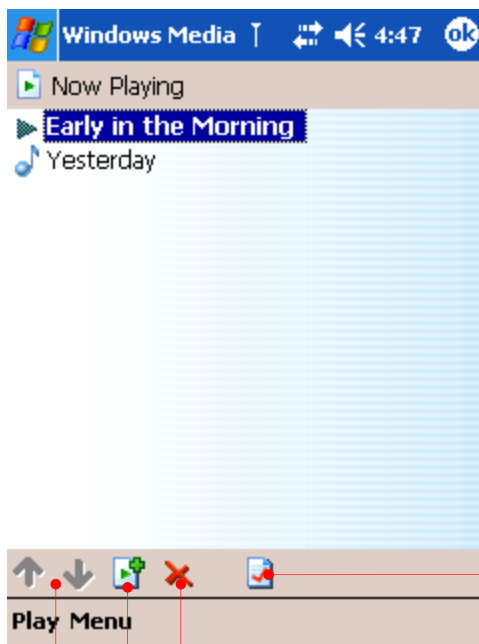 Windows Media 4:47 ok
Now Playing
Early in the Morning
Yesterday
Play Menu